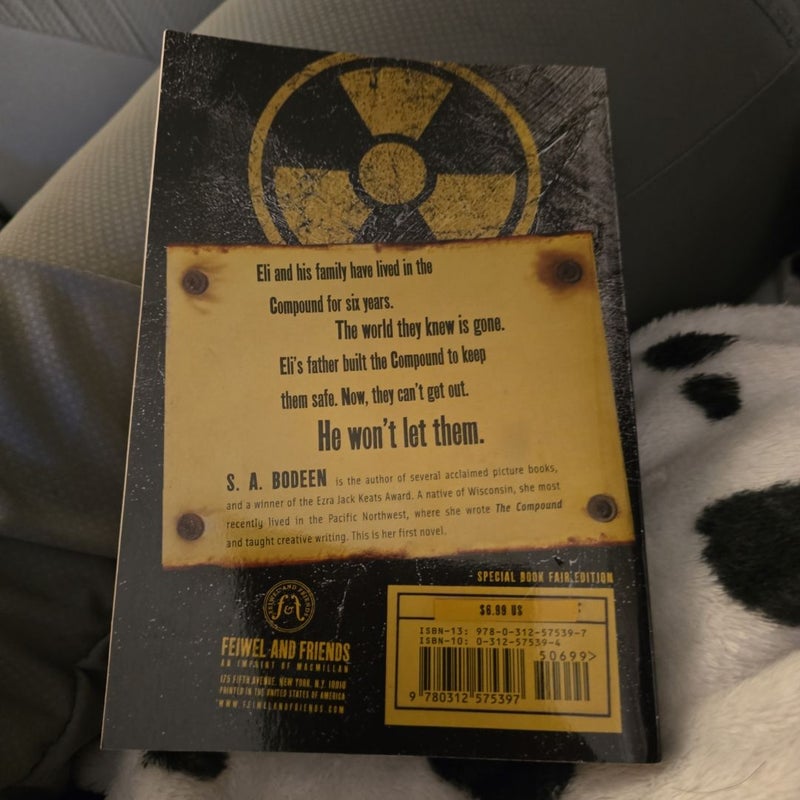 Eli and his family have lived in the
Compound for six years.
The world they knew is gone.
Eli's father built the Compound to keep
them safe. Now, they can't get out.
He won't let them.
S. A. BODEEN is the author of several acclaimed picture books,
and a winner of the Ezra Jack Keats Award. A native of Wisconsin, she most
recently lived in the Pacific Northwest, where she wrote The Compound
and taught creative writing. This is her first novel.
SPECIAL BOOK FAIR EDITION
$6.99 US
ISBN-13: 978-0-312-57539-7
ISBN-10: 0-312-57539-4
50699>
9 780312 575397
FEIWEL AND FRIENDS
f&f
FEIWEL AND FRIENDS
AN IMPRINT OF MACMILLAN
175 FIFTH AVENUE, NEW YORK, N.Y. 10010
PRINTED IN THE UNITED STATES OF AMERICA
WWW.FEIWELANDFRIENDS.COM